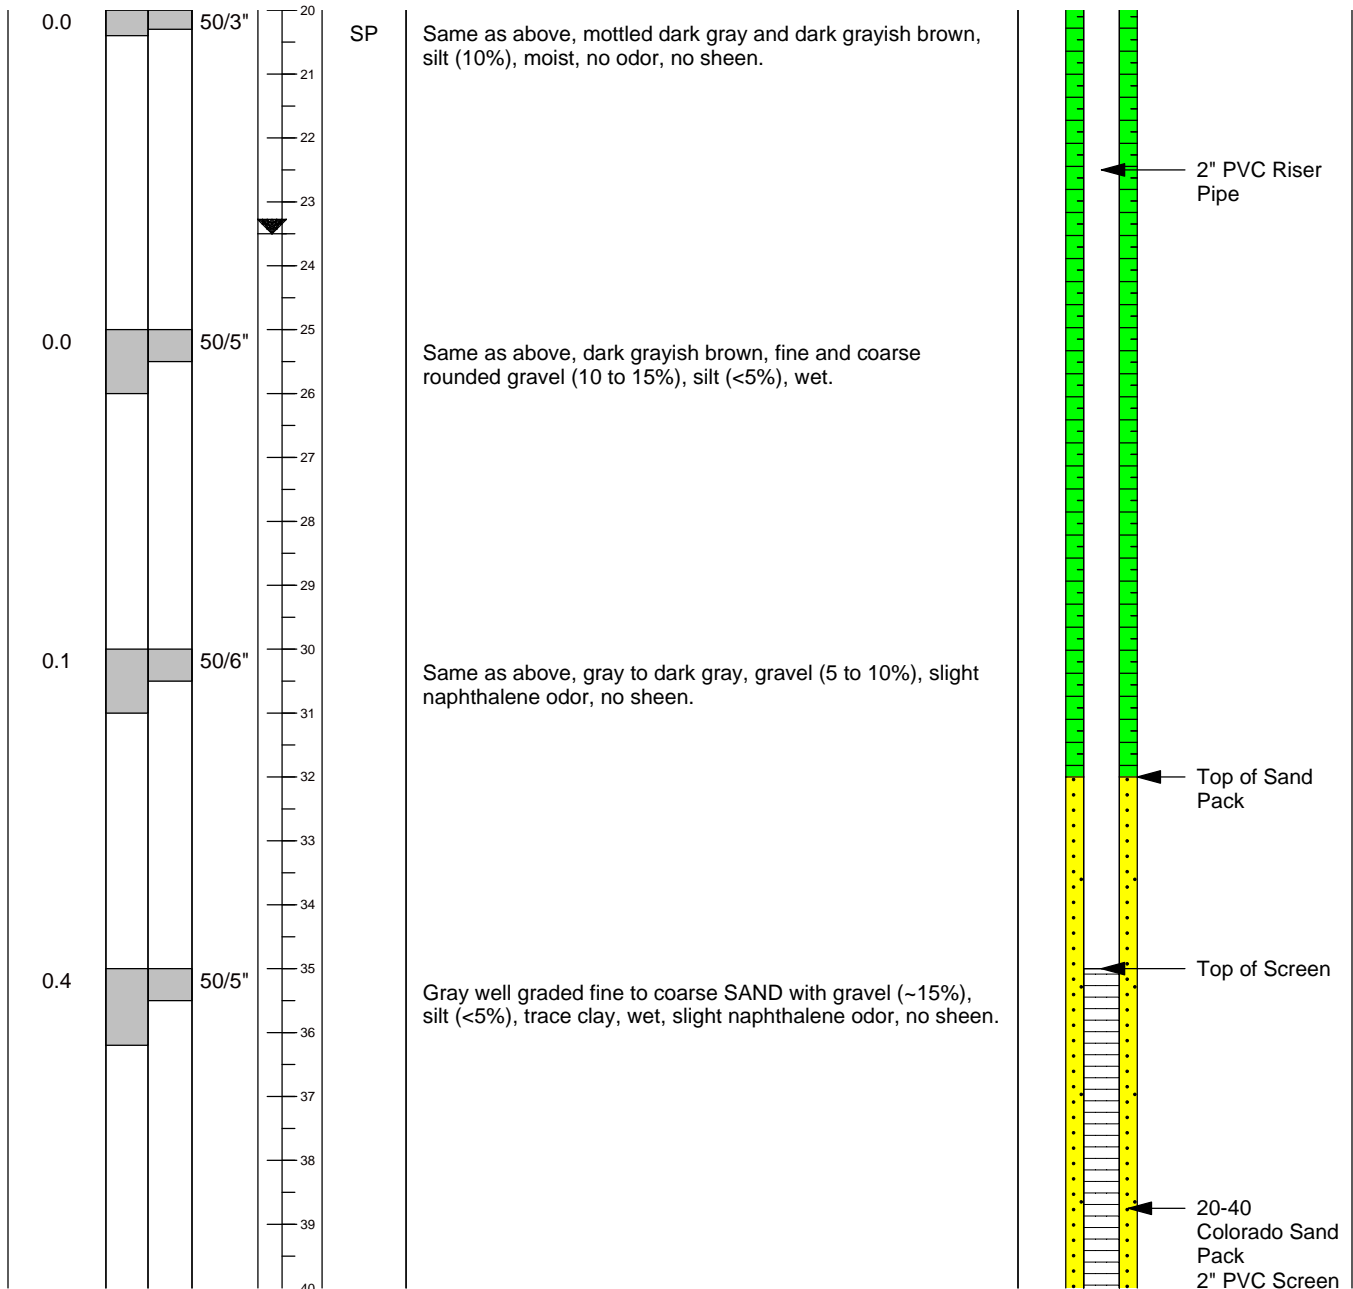 0.0
50/3"
20
SP
Same as above, mottled dark gray and dark grayish brown,
silt (10%), moist, no odor, no sheen.
21
22
2" PVC Riser
Pipe
23
24
25
0.0
50/5"
Same as above, dark grayish brown, fine and coarse
rounded gravel (10 to 15%), silt (<5%), wet.
26
27
28
29
30
0.1
50/6"
Same as above, gray to dark gray, gravel (5 to 10%), slight
naphthalene odor, no sheen.
31
32
Top of Sand
Pack
33
34
35
0.4
50/5"
Top of Screen
Gray well graded fine to coarse SAND with gravel (~15%),
silt (<5%), trace clay, wet, slight naphthalene odor, no sheen.
36
37
38
39
20-40
Colorado Sand
Pack
2" PVC Screen
40